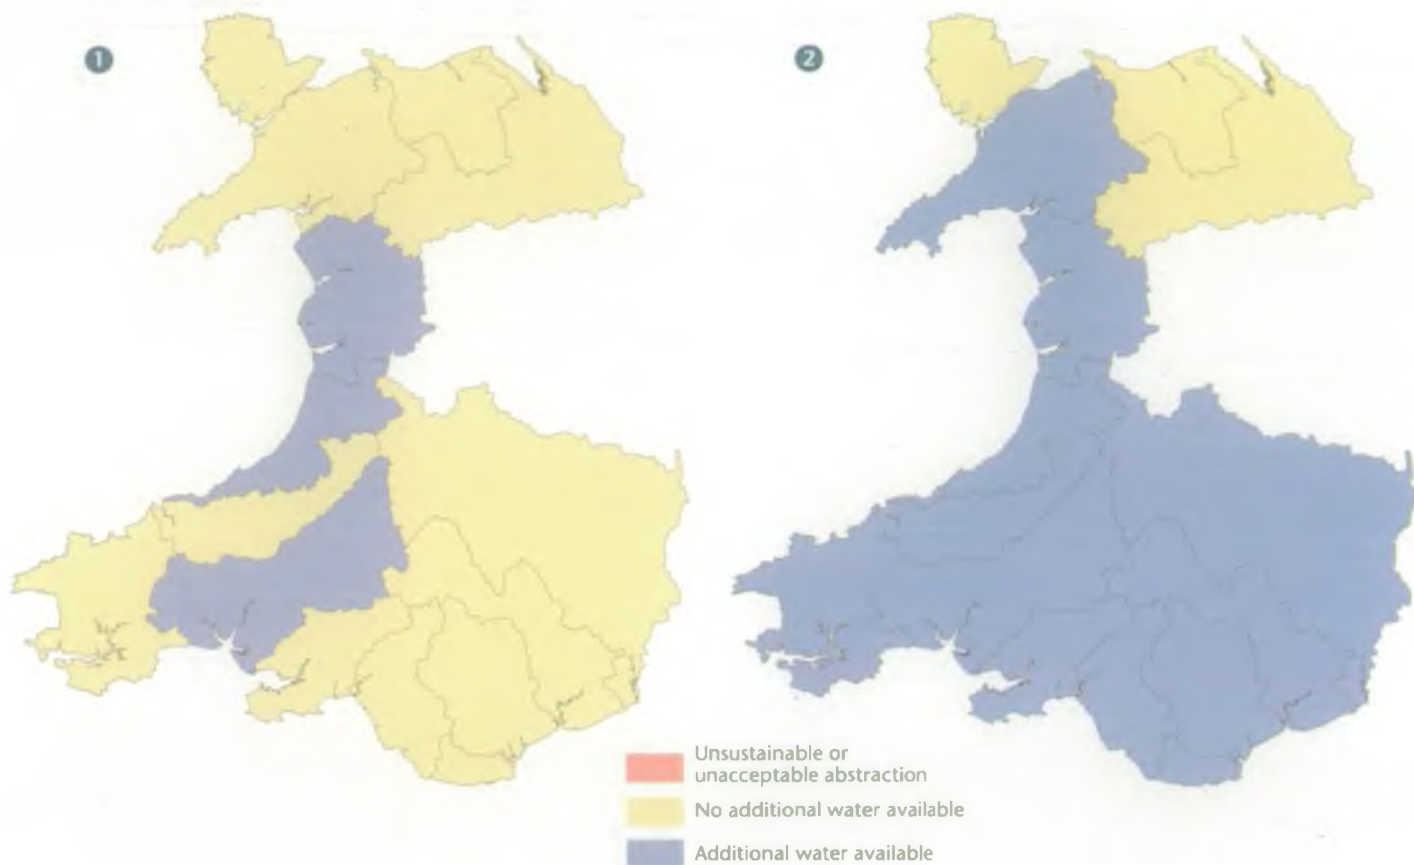 1
2
Unsustainable or
unacceptable abstraction
No additional water available
Additional water available